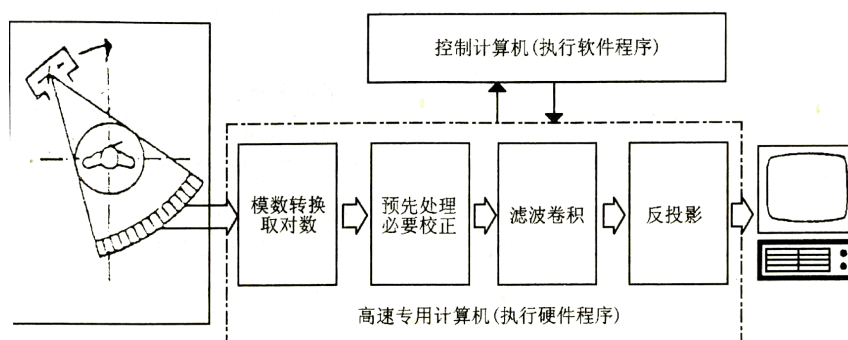 控制计算机(执行软件程序)
模数转换
取对数
预先处理
必要校正
滤波卷积
反投影
高速专用计算机(执行硬件程序)